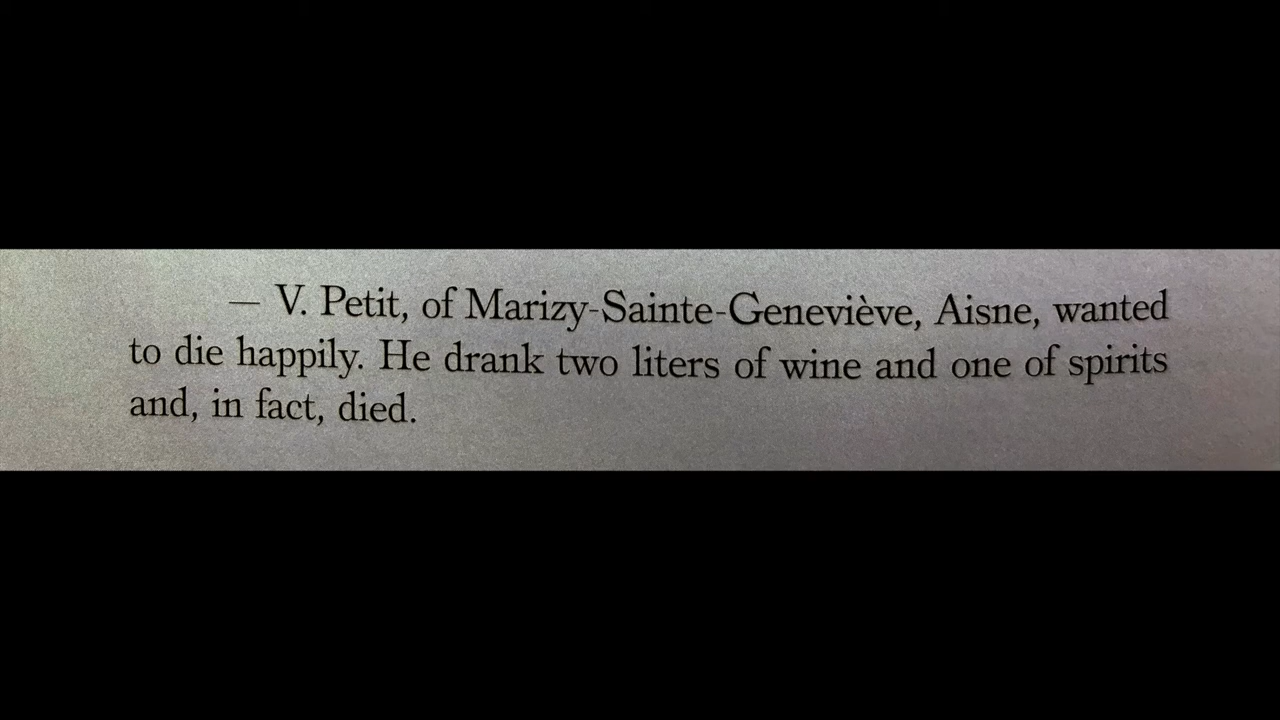 — V. Petit, of Marizy-Sainte-Geneviève, Aisne, wanted
to die happily. He drank two liters of wine and one of spirits
and, in fact, died.